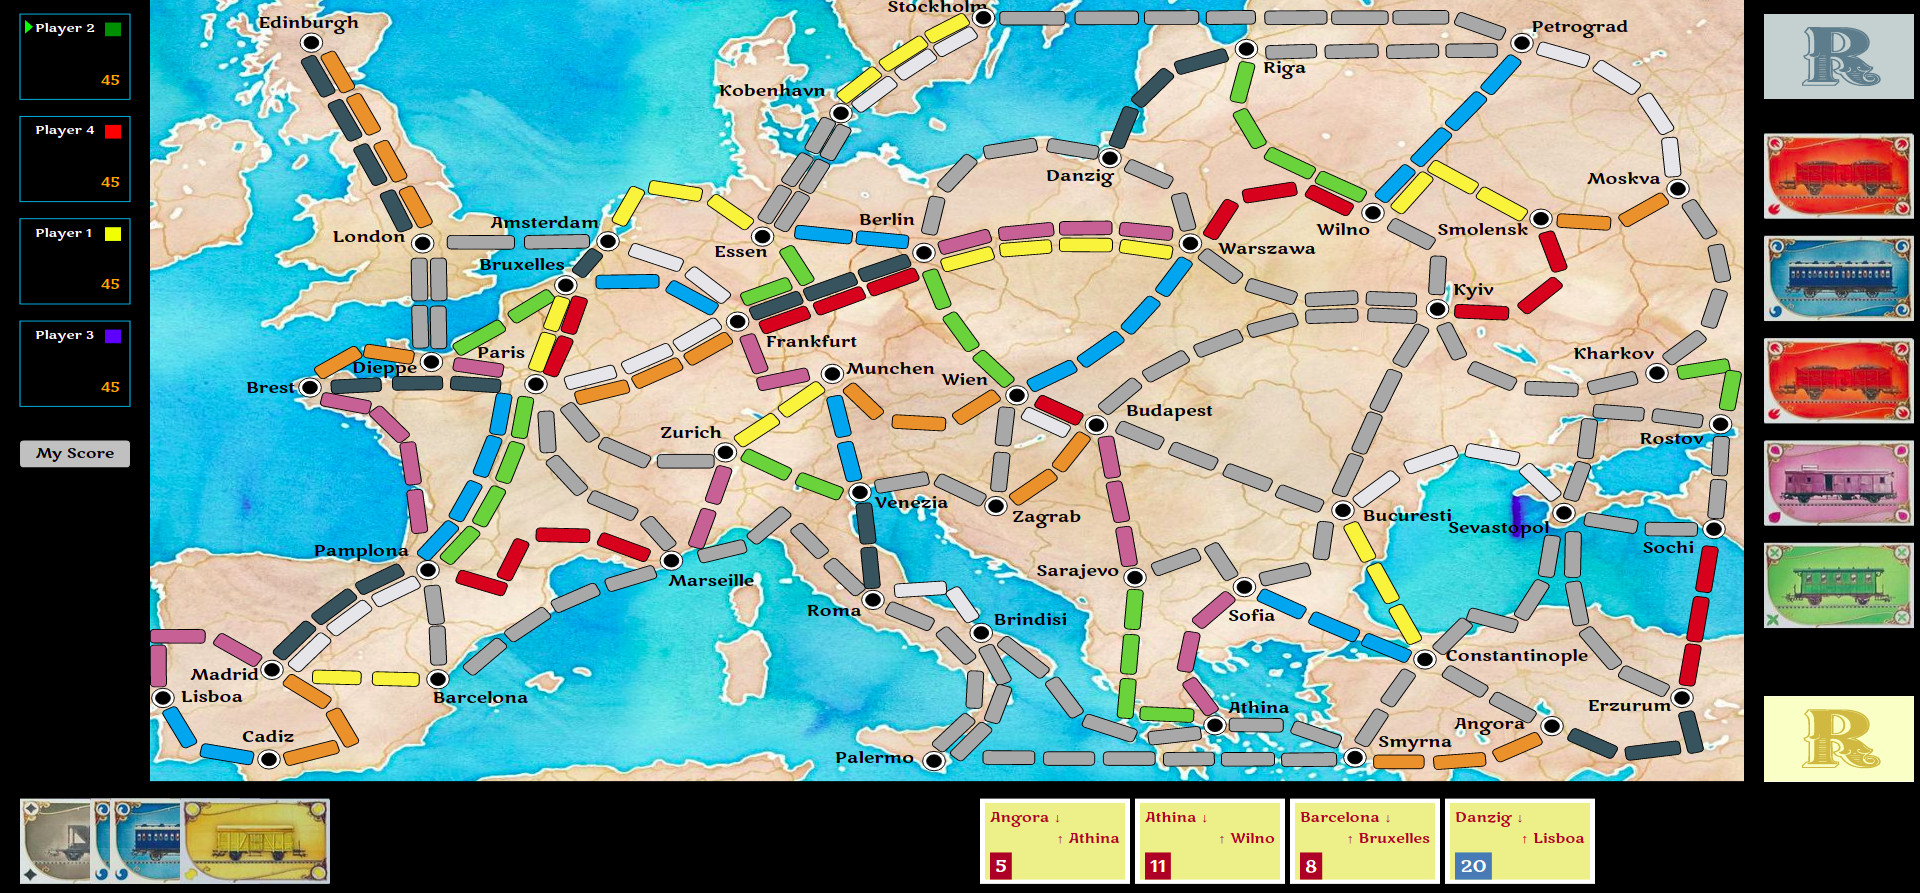 Player 2
45
Player 4
45
Player 1
45
Player 3
45
My Score
Edinburgh
Stockholm
Petrograd
Riga
Kobenhavn
Danzig
Moskva
Amsterdam
Berlin
London
Essen
Wilno
Smolensk
Warszawa
Bruxelles
Kyiv
Frankfurt
Paris
Dieppe
Kharkov
Munchen
Wien
Brest
Budapest
Zurich
Rostov
Venezia
Zagrab
Bucuresti
Sevastopol
Pamplona
Sochi
Marseille
Sarajevo
Roma
Sofia
Brindisi
Constantinople
Madrid
Lisboa
Barcelona
Athina
Erzurum
Angora
Cadiz
Smyrna
Palermo
R
R
Angora ↓
↑ Athina
5
Athina ↓
↑ Wilno
11
Barcelona ↓
↑ Bruxelles
8
Danzig ↓
↑ Lisboa
20